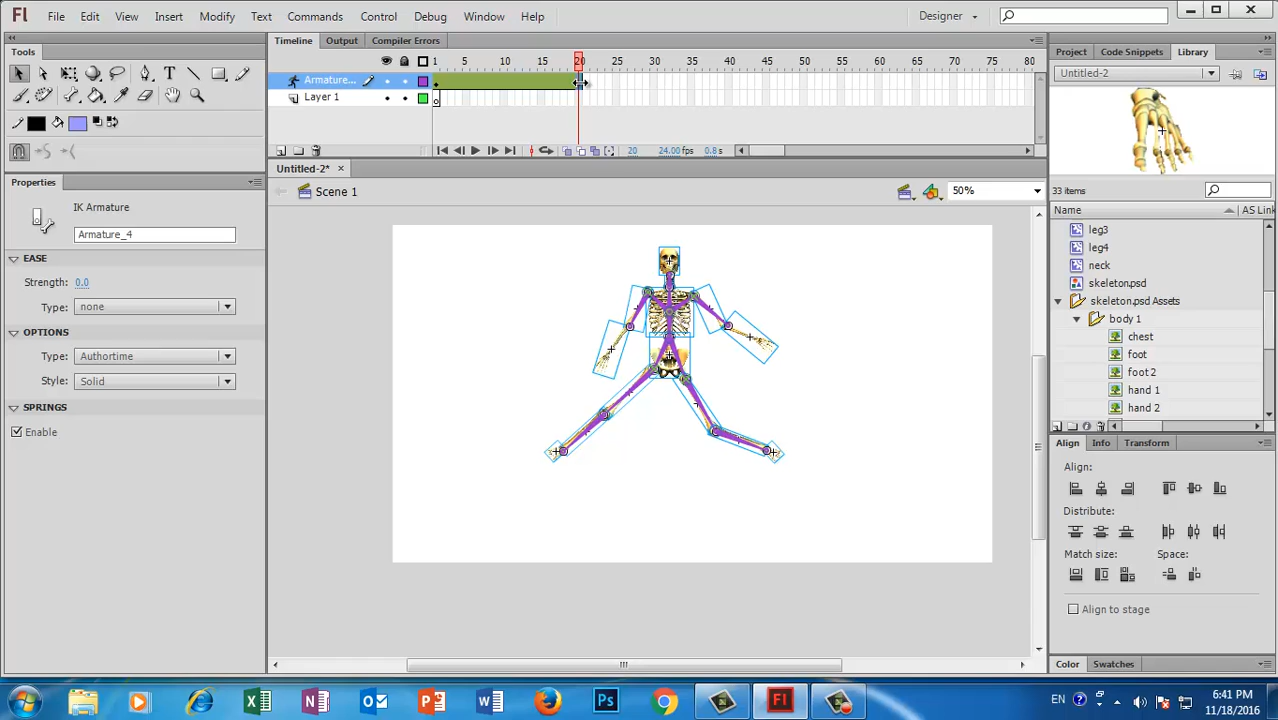 Fl File Edit View Insert Modify Text Commands Control Debug Window Help Designer
Timeline Output Compiler Errors
Project Code Snippets Library
Tools
1 5 10 15 20 25 30 35 40 45 50 55 60 65 70 75 80
Untitled-2
Armature...
Layer 1
20 24.00 fps 0.8 s
Untitled-2*
Scene 1
50%
Properties
IK Armature
Armature_4
EASE
Strength: 0.0
Type: none
OPTIONS
Type: Authortime
Style: Solid
SPRINGS
Enable
33 items
Name AS Link
leg3
leg4
neck
skeleton.psd
skeleton.psd Assets
body 1
chest
foot
foot 2
hand 1
hand 2
Align Info Transform
Align:
Distribute:
Match size: Space:
Align to stage
Color Swatches
Ps
Fl
EN
6:41 PM
11/18/2016